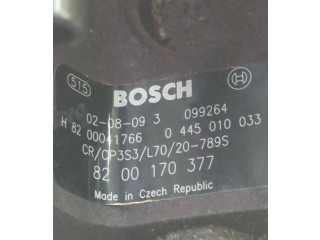 515 BOSCH
02-08-09 3 099264
H 82 00041766 0 445 010 033
CR/CP3S3/L70/20-789S
82 00 170 377
Made in Czech Republic